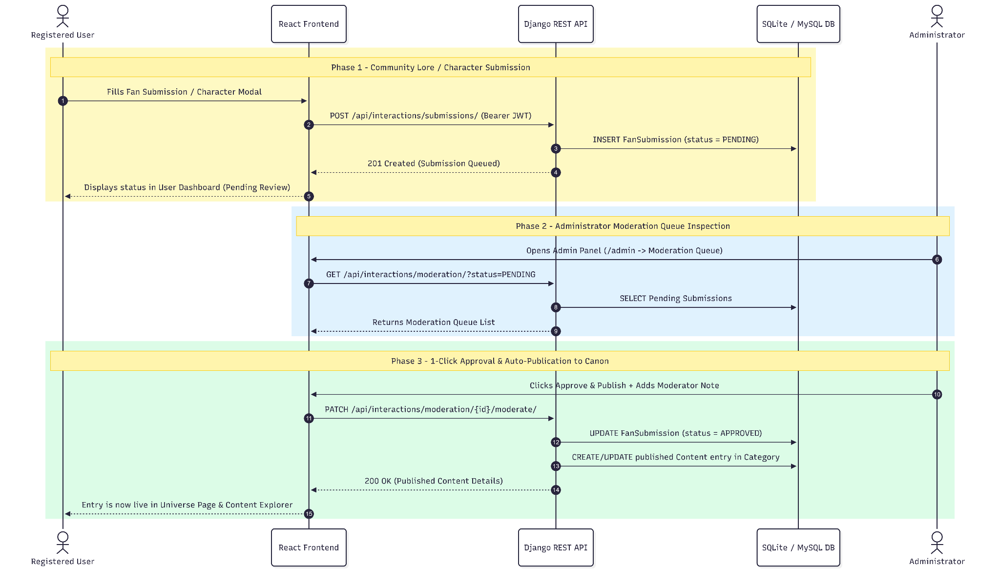 Registered User
React Frontend
Django REST API
SQLite / MySQL DB
Administrator
Phase 1 - Community Lore / Character Submission
Fills Fan Submission / Character Modal
1
POST /api/interactions/submissions/ (Bearer JWT)
2
INSERT FanSubmission (status = PENDING)
3
201 Created (Submission Queued)
4
Displays status in User Dashboard (Pending Review)
5
Phase 2 - Administrator Moderation Queue Inspection
Opens Admin Panel (/admin -> Moderation Queue)
6
GET /api/interactions/moderation/?status=PENDING
7
SELECT Pending Submissions
8
Returns Moderation Queue List
9
Phase 3 - 1-Click Approval & Auto-Publication to Canon
Clicks Approve & Publish + Adds Moderator Note
10
PATCH /api/interactions/moderation/{id}/moderate/
11
UPDATE FanSubmission (status = APPROVED)
12
CREATE/UPDATE published Content entry in Category
13
200 OK (Published Content Details)
14
Entry is now live in Universe Page & Content Explorer
15
Registered User
React Frontend
Django REST API
SQLite / MySQL DB
Administrator